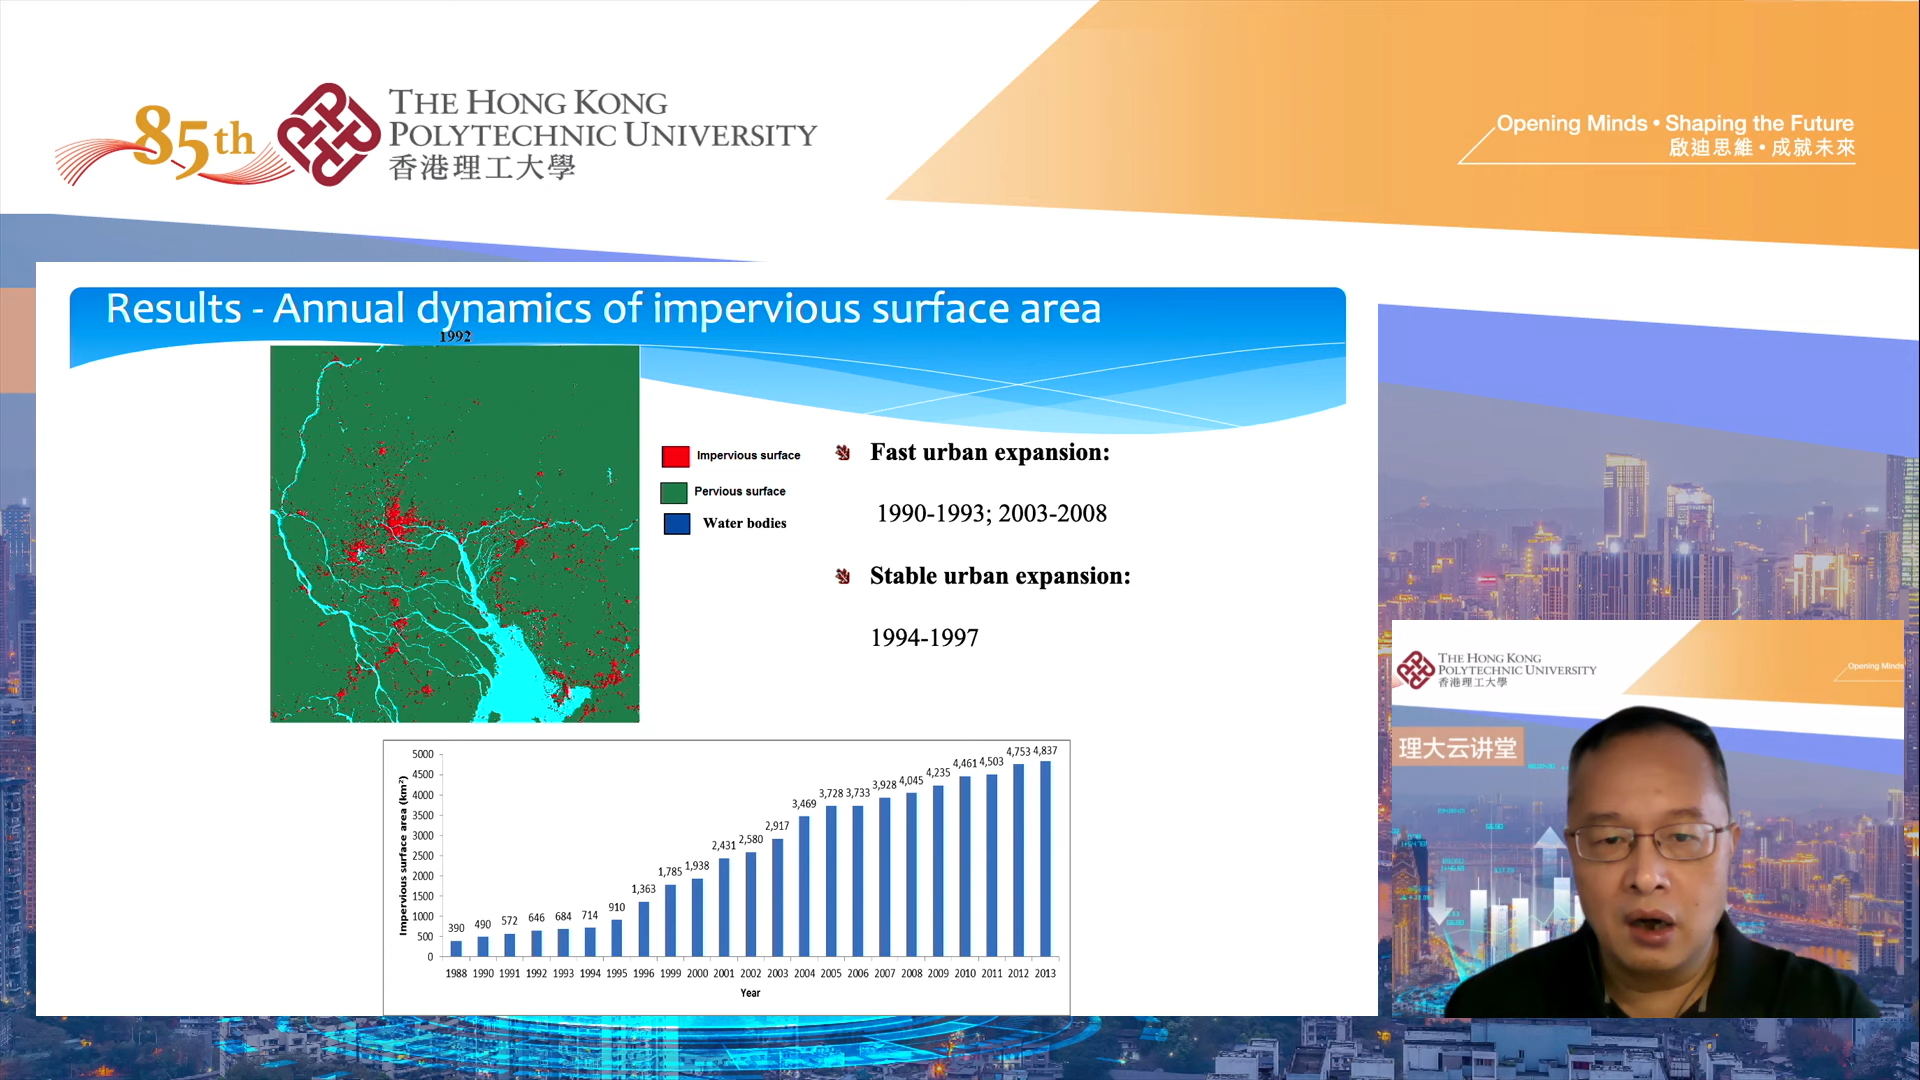 85th
THE HONG KONG
POLYTECHNIC UNIVERSITY
香港理工大學
Opening Minds • Shaping the Future
啟迪思維 • 成就未來
Results - Annual dynamics of impervious surface area
1992
Impervious surface
Pervious surface
Water bodies
Fast urban expansion:
1990-1993; 2003-2008
Stable urban expansion:
1994-1997
Impervious surface area (km²)
5000
4500
4000
3500
3000
2500
2000
1500
1000
500
0
390 490 572 646 684 714 910 1,363 1,785 1,938 2,431 2,580 2,917 3,469 3,728 3,733 3,928 4,045 4,235 4,461 4,503 4,753 4,837
1988 1990 1991 1992 1993 1994 1995 1996 1999 2000 2001 2002 2003 2004 2005 2006 2007 2008 2009 2010 2011 2012 2013
Year
THE HONG KONG
POLYTECHNIC UNIVERSITY
香港理工大學
Opening Minds
理大云讲堂